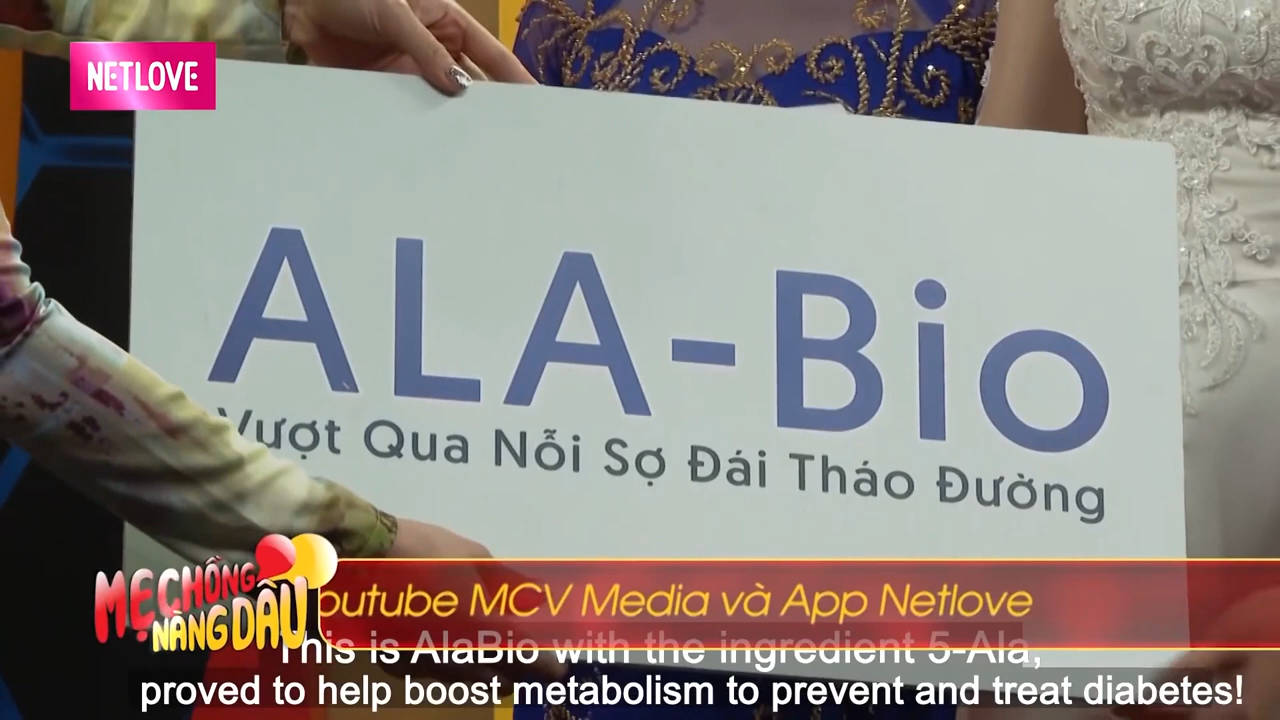 NETLOVE
ALA-Bio
Vượt Qua Nỗi Sợ Đái Tháo Đường
MẸ CHỒNG
NÀNG DÂU
outube MCV Media và App Netlove
This is AlaBio with the ingredient 5-Ala,
proved to help boost metabolism to prevent and treat diabetes!